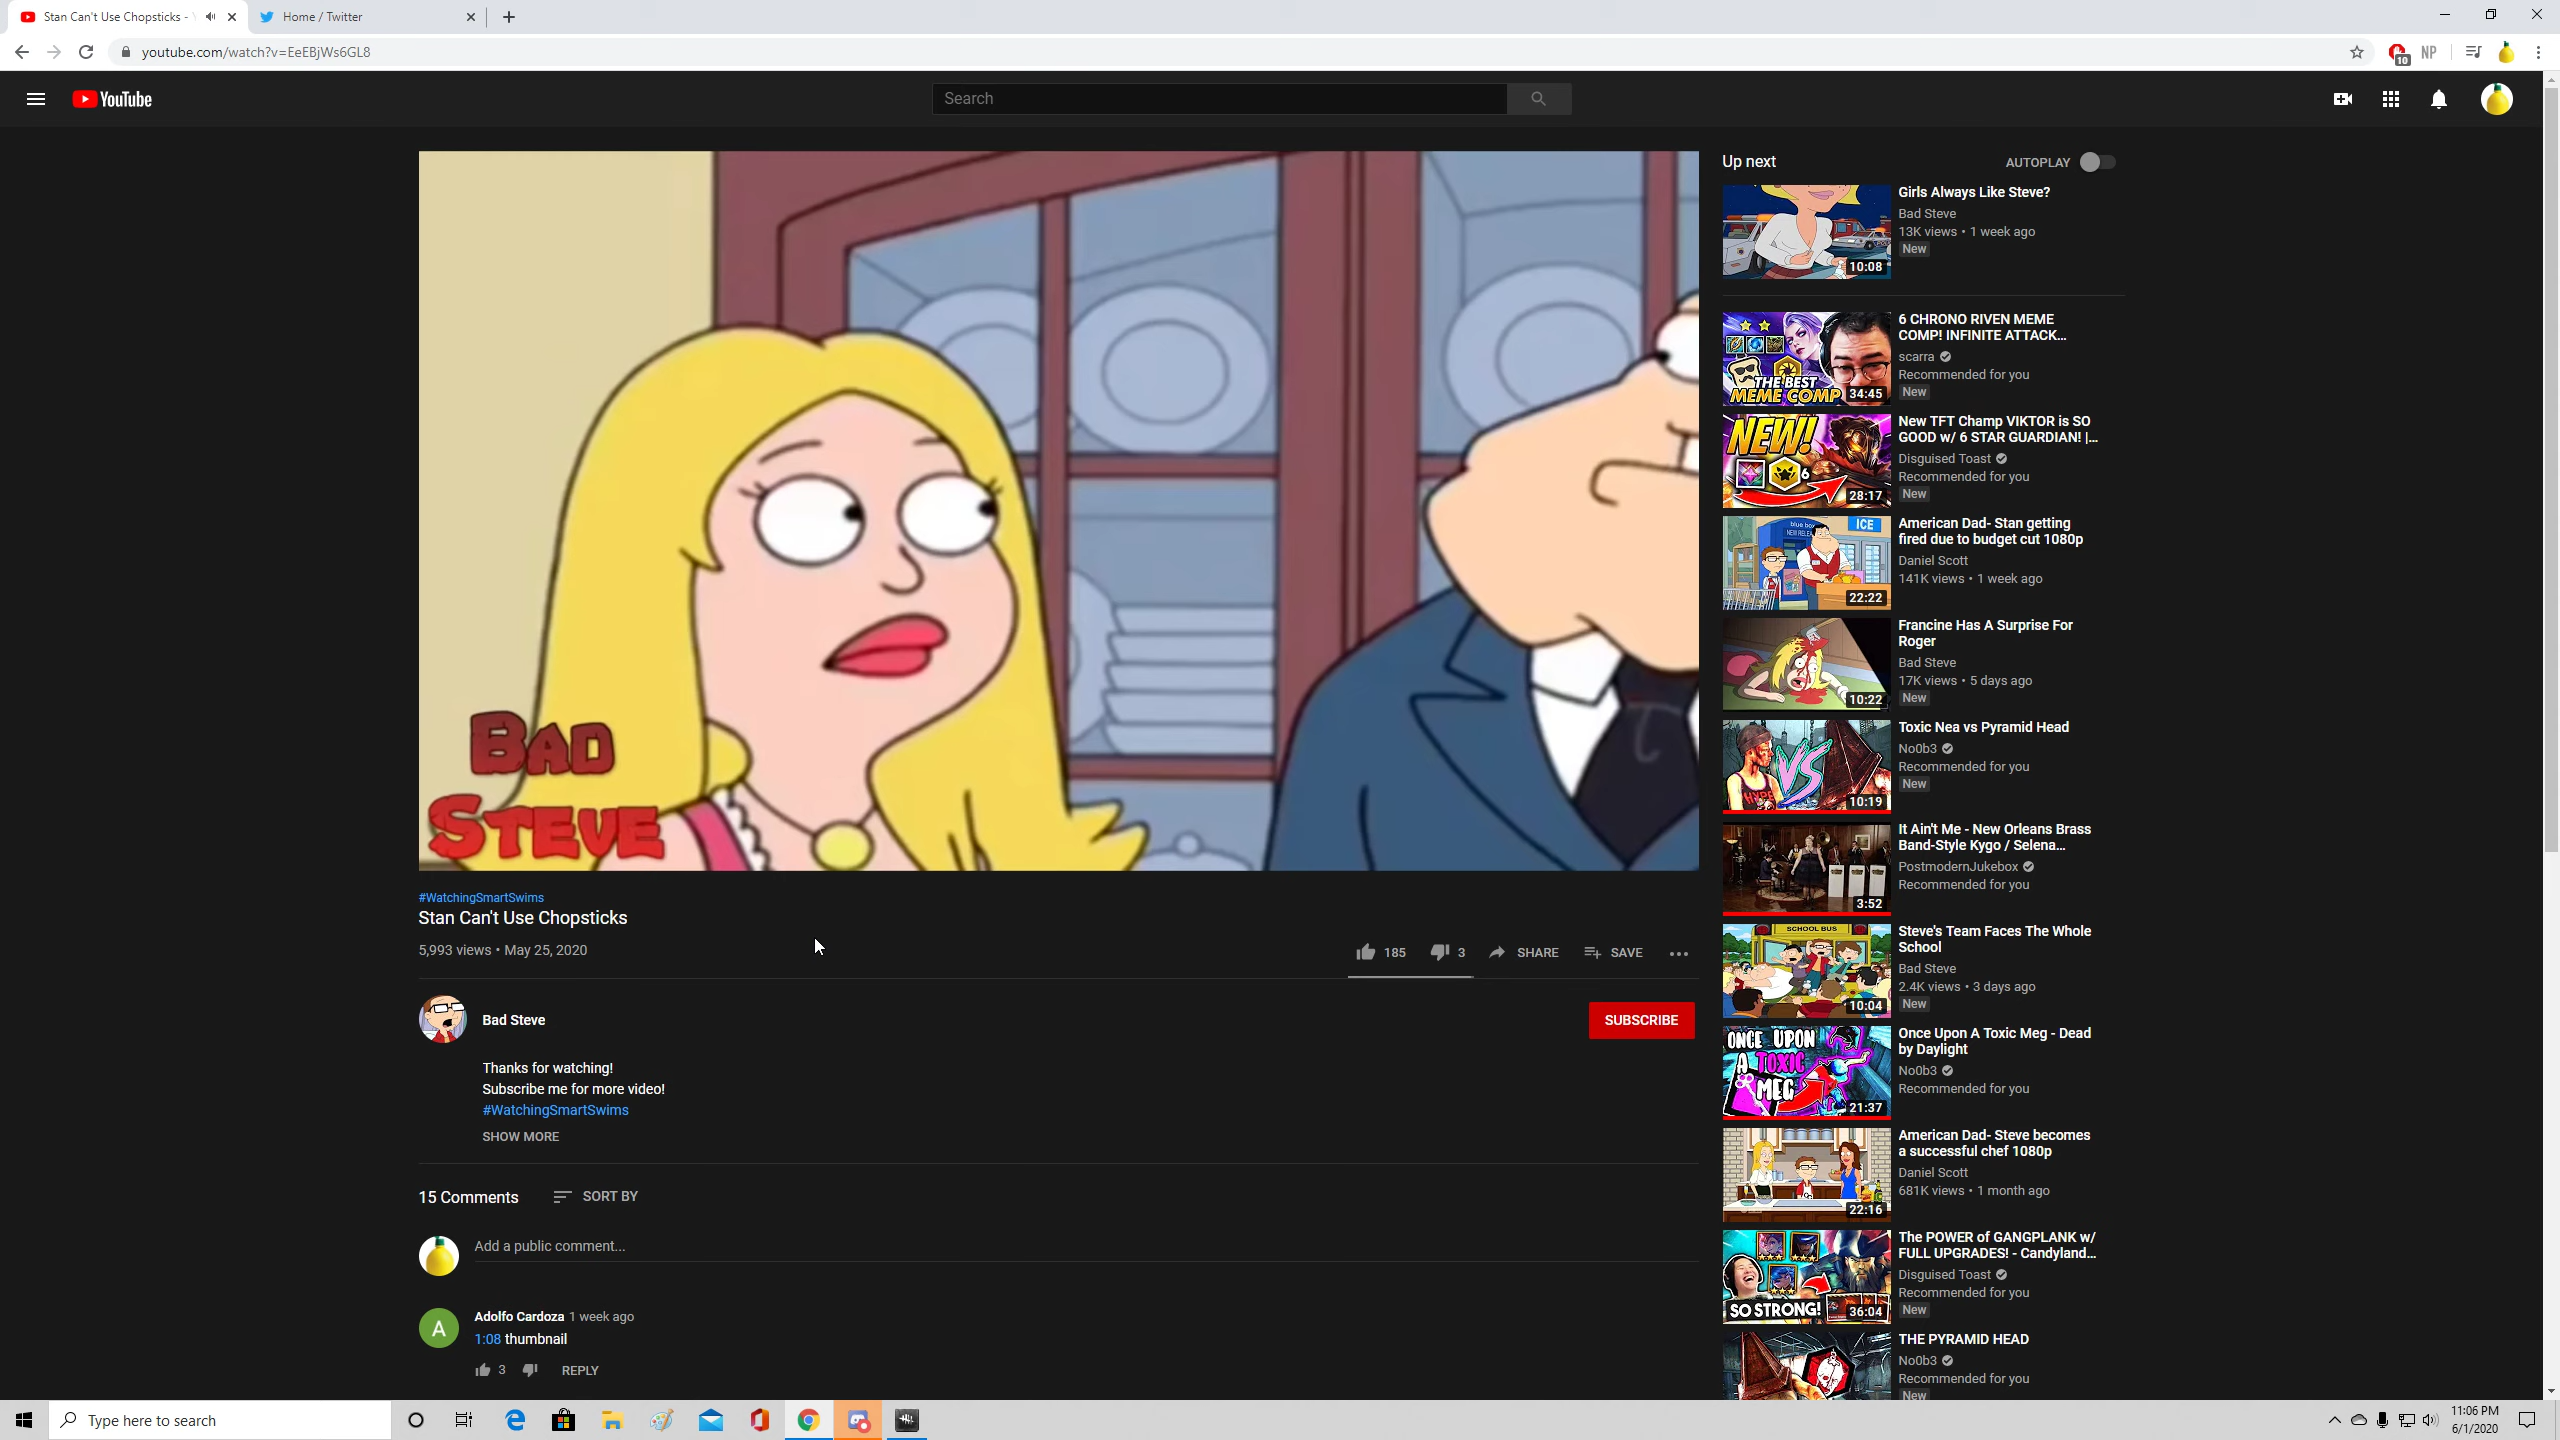 Stan Can't Use Chopsticks -
Home / Twitter
youtube.com/watch?v=EeEBjWs6GL8
10
NP
YouTube
Search
BAD
STEVE
#WatchingSmartSwims
Stan Can't Use Chopsticks
5,993 views • May 25, 2020
185
3
SHARE
SAVE
Bad Steve
SUBSCRIBE
Thanks for watching!
Subscribe me for more video!
#WatchingSmartSwims
SHOW MORE
15 Comments
SORT BY
Add a public comment...
A
Adolfo Cardoza 1 week ago
1:08 thumbnail
3
REPLY
Up next
AUTOPLAY
10:08
Girls Always Like Steve?
Bad Steve
13K views • 1 week ago
New
THE BEST
MEME COMP
34:45
6 CHRONO RIVEN MEME
COMP! INFINITE ATTACK...
scarra
Recommended for you
New
NEW!
6
28:17
New TFT Champ VIKTOR is SO
GOOD w/ 6 STAR GUARDIAN! |...
Disguised Toast
Recommended for you
New
blue box
ICE
22:22
American Dad- Stan getting
fired due to budget cut 1080p
Daniel Scott
141K views • 1 week ago
10:22
Francine Has A Surprise For
Roger
Bad Steve
17K views • 5 days ago
New
VS
10:19
Toxic Nea vs Pyramid Head
No0b3
Recommended for you
New
3:52
It Ain't Me - New Orleans Brass
Band-Style Kygo / Selena...
PostmodernJukebox
Recommended for you
SCHOOL BUS
10:04
Steve's Team Faces The Whole
School
Bad Steve
2.4K views • 3 days ago
New
ONCE UPON
A TOXIC
MEG
21:37
Once Upon A Toxic Meg - Dead
by Daylight
No0b3
Recommended for you
22:16
American Dad- Steve becomes
a successful chef 1080p
Daniel Scott
681K views • 1 month ago
SO STRONG!
36:04
The POWER of GANGPLANK w/
FULL UPGRADES! - Candyland...
Disguised Toast
Recommended for you
New
THE PYRAMID HEAD
No0b3
Recommended for you
New
Type here to search
11:06 PM
6/1/2020